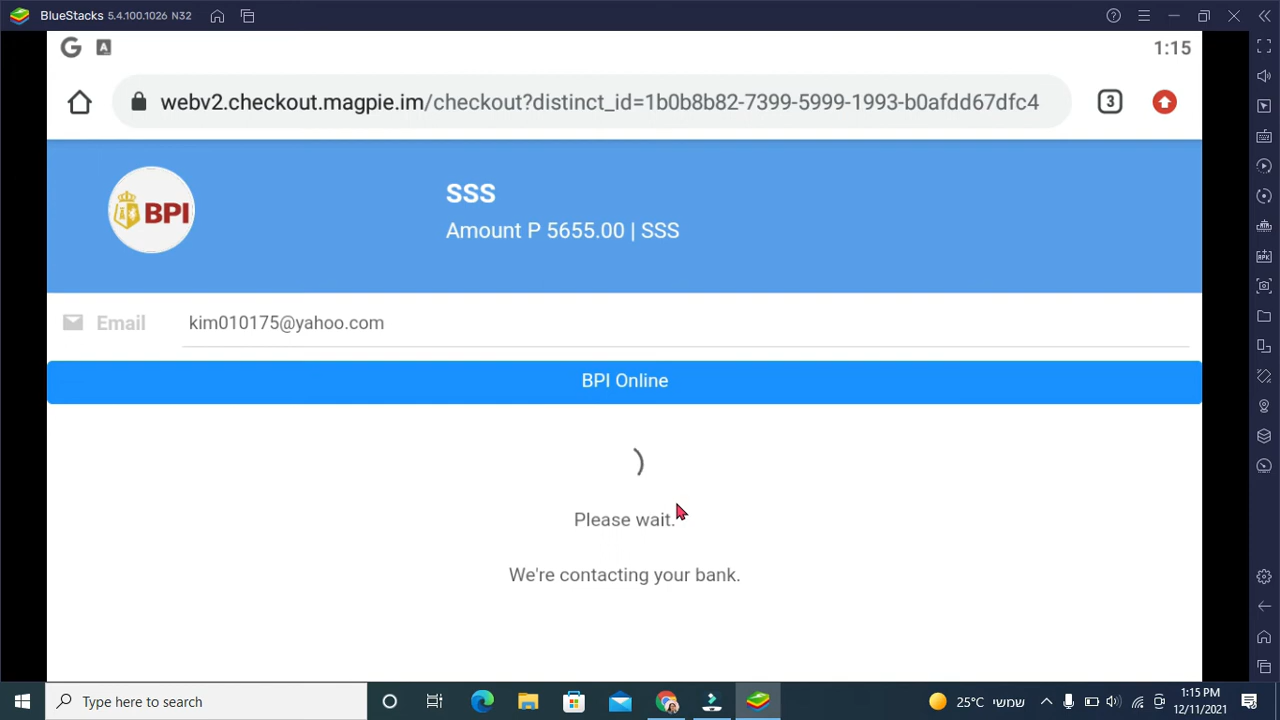 BlueStacks 5.4.100.1026 N32
G A 1:15
webv2.checkout.magpie.im/checkout?distinct_id=1b0b8b82-7399-5999-1993-b0afdd67dfc4 3
BPI
SSS
Amount P 5655.00 | SSS
Email kim010175@yahoo.com
BPI Online
Please wait.
We're contacting your bank.
Type here to search
25°C שמשי
1:15 PM
12/11/2021